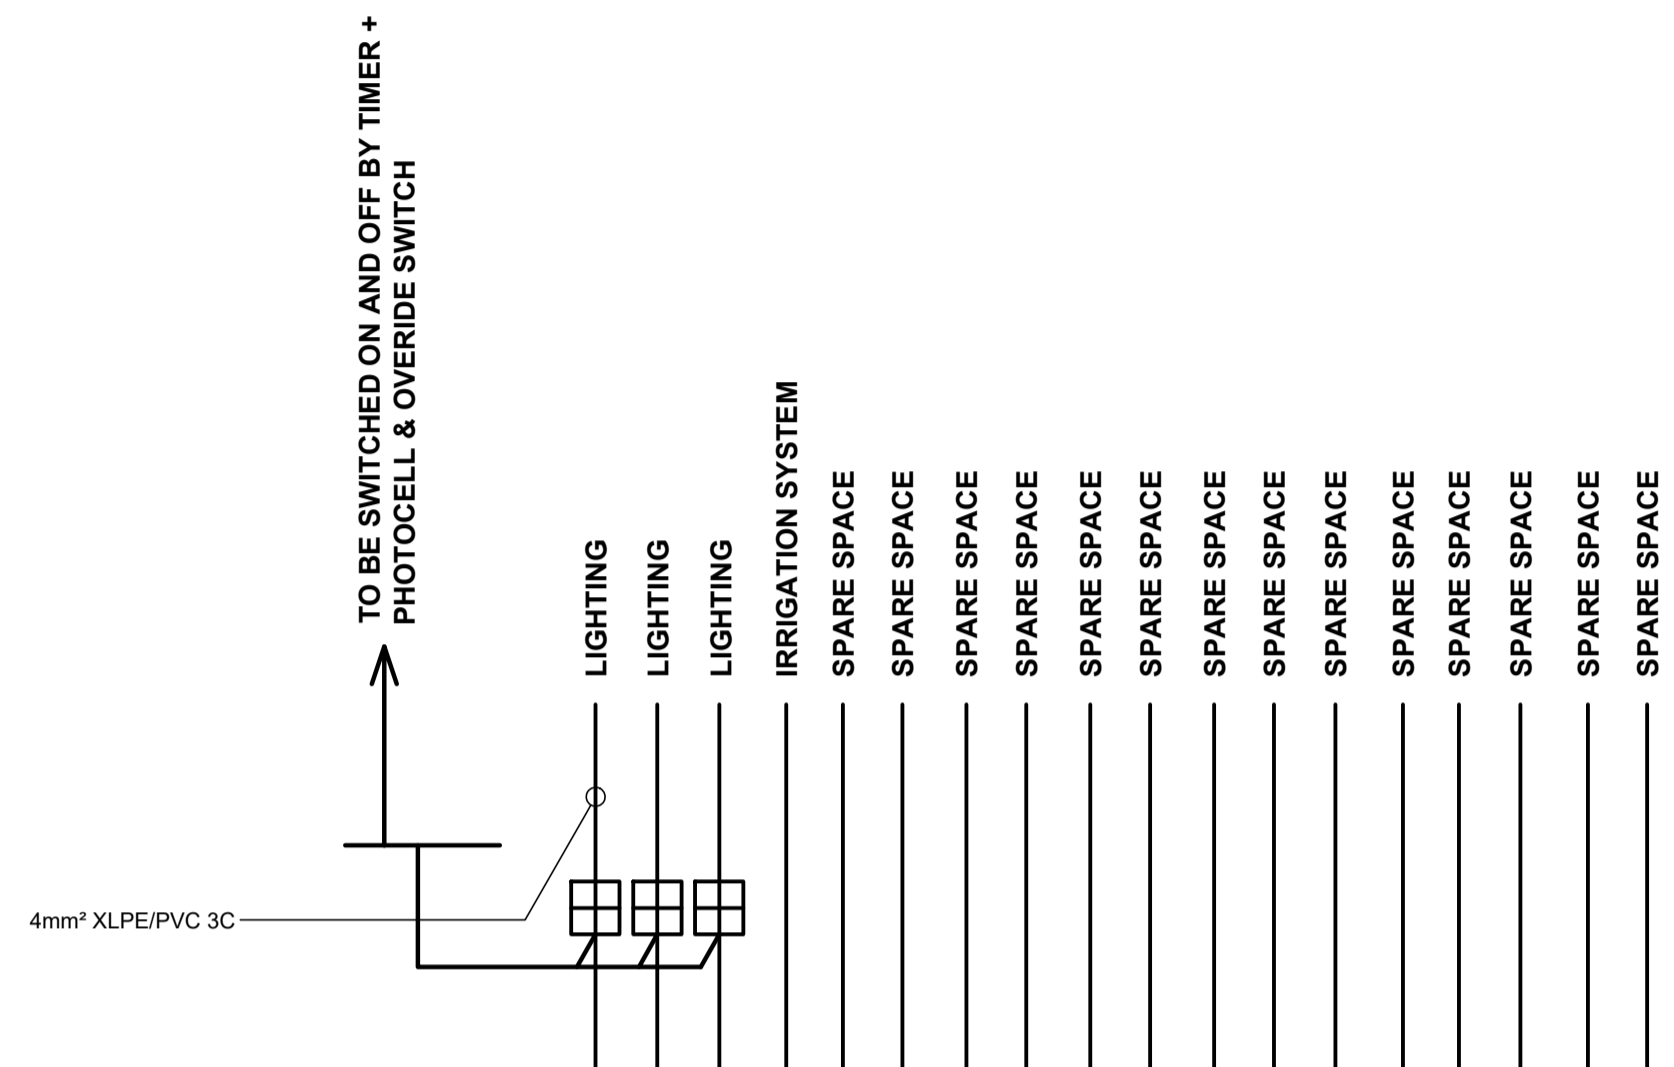 TO BE SWITCHED ON AND OFF BY TIMER +
PHOTOCELL & OVERIDE SWITCH
LIGHTING
LIGHTING
LIGHTING
IRRIGATION SYSTEM
SPARE SPACE
SPARE SPACE
SPARE SPACE
SPARE SPACE
SPARE SPACE
SPARE SPACE
SPARE SPACE
SPARE SPACE
SPARE SPACE
SPARE SPACE
SPARE SPACE
SPARE SPACE
SPARE SPACE
SPARE SPACE
4mm² XLPE/PVC 3C